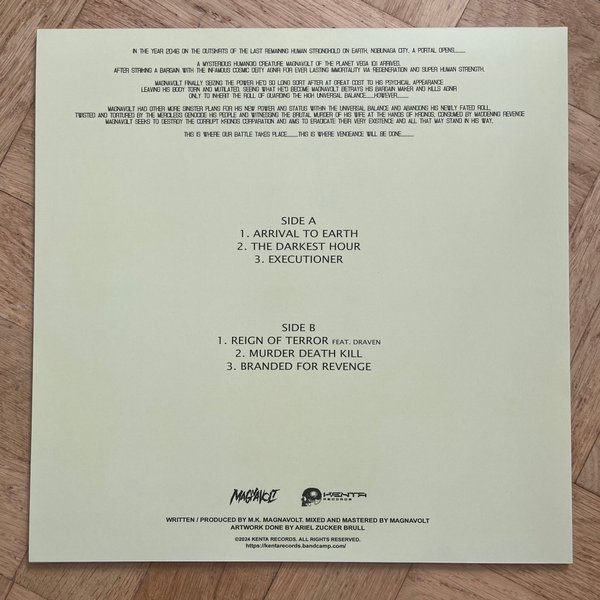 IN THE YEAR 2046 ON THE OUTSKIRTS OF THE LAST REMAINING HUMAN STRONGHOLD ON EARTH, NOBUNAGA CITY, A PORTAL OPENS......
A MYSTERIOUS HUMANOID CREATURE MAGNAVOLT OF THE PLANET VEGA ARRIVES,
AFTER STRIKING A BARGAIN WITH THE INFAMOUS COSMIC DEITY AGNIR FOR EVER LASTING IMMORTALITY VIA REGENERATION AND SUPER HUMAN STRENGTH.
MAGNAVOLT FINALLY SEIZING THE POWER HE'D SO LONG SORT AFTER AT GREAT COST TO HIS PHYSICAL APPEARANCE
LEAVING HIS BODY TORN AND MUTILATED, SEEING WHAT HE'D BECOME MAGNAVOLT BETRAYS HIS BARGAIN MAKER AND KILLS AGNIR
ONLY TO INHERIT THE ROLL OF GUARDING THE HIGH UNIVERSAL BALANCE......HOWEVER......
MAGNAVOLT HAD OTHER MORE SINISTER PLANS FOR HIS NEW POWER AND STATUS WITHIN THE UNIVERSAL BALANCE AND ABANDONS HIS NEWLY FATED ROLL.
TWISTED AND TORTURED BY THE MERCILESS GENOCIDE HIS PEOPLE AND WITNESSING THE BRUTAL MURDER OF HIS WIFE AT THE HANDS OF KRONOS, CONSUMED BY MADDENING REVENGE
MAGNAVOLT SEEKS TO DESTROY THE CORRUPT KRONOS CORPARATION AND AIMS TO ERADICATE THEIR VERY EXISTENCE AND ALL THAT MAY STAND IN HIS WAY.
THIS IS WHERE OUR BATTLE TAKES PLACE......THIS IS WHERE VENGEANCE WILL BE DONE......
SIDE A
1. ARRIVAL TO EARTH
2. THE DARKEST HOUR
3. EXECUTIONER
SIDE B
1. REIGN OF TERROR FEAT. DRAVEN
2. MURDER DEATH KILL
3. BRANDED FOR REVENGE
MAGNAVOLT
KENTA
RECORDS
WRITTEN / PRODUCED BY M.K. MAGNAVOLT. MIXED AND MASTERED BY MAGNAVOLT
ARTWORK DONE BY ARIEL ZUCKER BRULL
©2024 KENTA RECORDS. ALL RIGHTS RESERVED.
https://kentarecords.bandcamp.com/